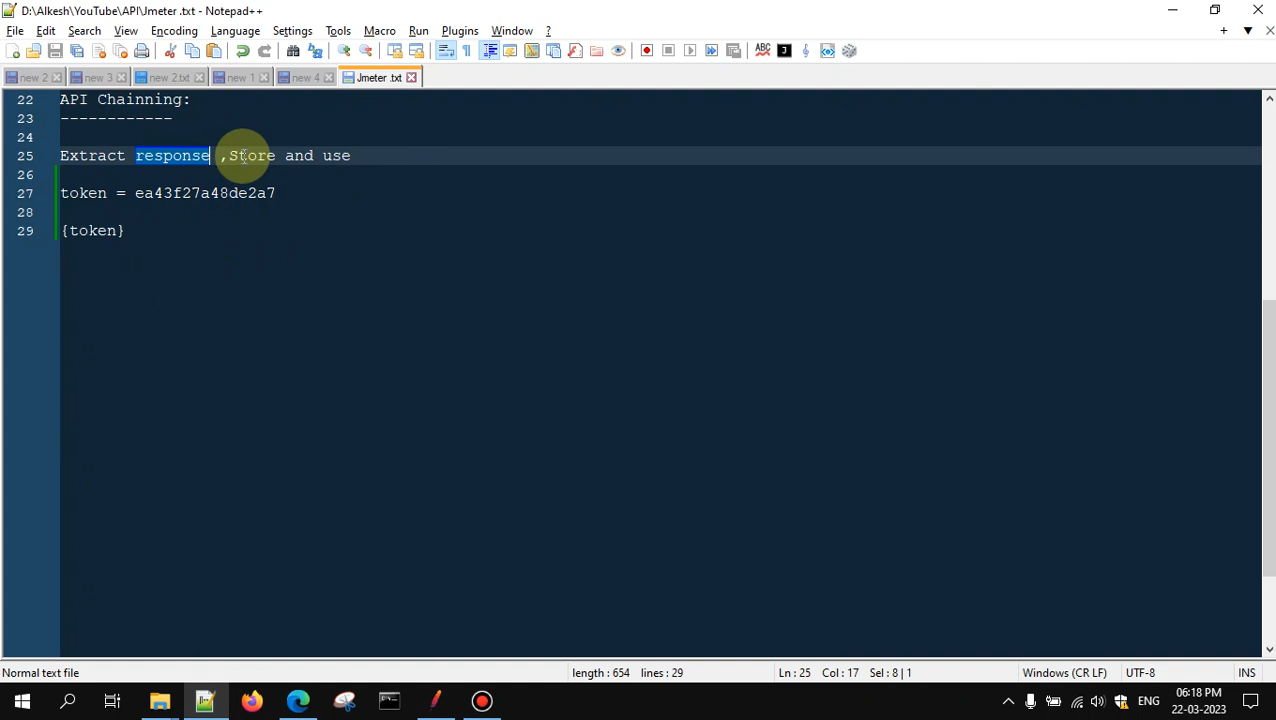 D:\Alkesh\YouTube\API\Jmeter .txt - Notepad++
File Edit Search View Encoding Language Settings Tools Macro Run Plugins Window ?
new 2 new 3 new 2.txt new 1 new 4 Jmeter .txt
22 API Chainning:
23 ------------
24
25 Extract response ,Store and use
26
27 token = ea43f27a48de2a7
28
29 {token}
Normal text file length : 654 lines : 29 Ln : 25 Col : 17 Sel : 8 | 1 Windows (CR LF) UTF-8 INS
ENG 06:18 PM
22-03-2023